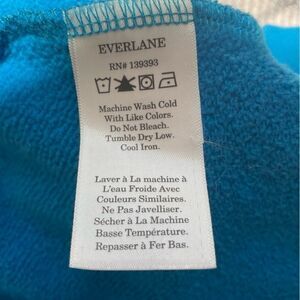 EVERLANE
RN# 139393
Machine Wash Cold
With Like Colors.
Do Not Bleach.
Tumble Dry Low.
Cool Iron.
Laver à La machine à
L'eau Froide Avec
Couleurs Similaires.
Ne Pas Javelliser.
Sécher à La Machine
Basse Température.
Repasser à Fer Bas.